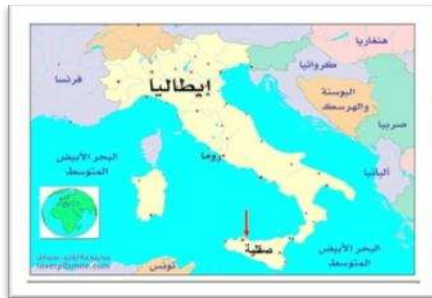 هنغاريا
كرواتيا
فرنسا
إيطاليا
البوسنة
والهرسك
صربيا
روما
ألبانيا
البحر الأبيض
المتوسط
صقلية
البحر الأبيض
المتوسط
تونس